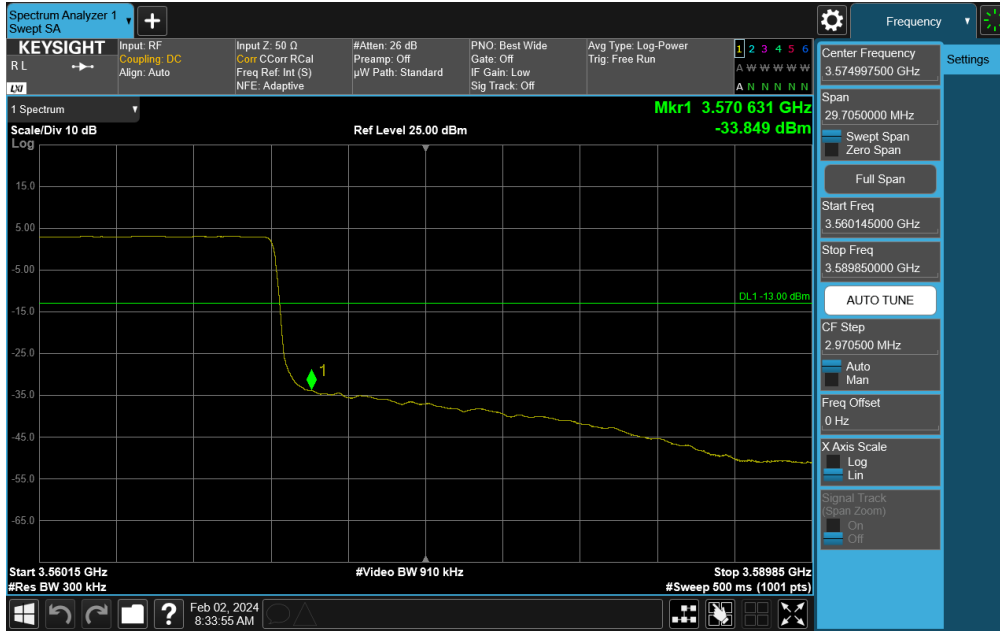 Spectrum Analyzer 1
Swept SA
Frequency
KEYSIGHT
R L
LXI
Input: RF
Coupling: DC
Align: Auto
Input Z: 50 Ω
Corr CCorr RCal
Freq Ref: Int (S)
NFE: Adaptive
#Atten: 26 dB
Preamp: Off
µW Path: Standard
PNO: Best Wide
Gate: Off
IF Gain: Low
Sig Track: Off
Avg Type: Log-Power
Trig: Free Run
1 2 3 4 5 6
A W W W W W
A N N N N N
1 Spectrum
Scale/Div 10 dB
Log
Ref Level 25.00 dBm
Mkr1 3.570 631 GHz
-33.849 dBm
15.0
5.00
-5.00
-15.0
-25.0
-35.0
-45.0
-55.0
-65.0
DL1 -13.00 dBm
1
Start 3.56015 GHz
#Res BW 300 kHz
#Video BW 910 kHz
Stop 3.58985 GHz
#Sweep 500 ms (1001 pts)
Feb 02, 2024
8:33:55 AM
Center Frequency
3.574997500 GHz
Settings
Span
29.7050000 MHz
Swept Span
Zero Span
Full Span
Start Freq
3.560145000 GHz
Stop Freq
3.589850000 GHz
AUTO TUNE
CF Step
2.970500 MHz
Auto
Man
Freq Offset
0 Hz
X Axis Scale
Log
Lin
Signal Track
(Span Zoom)
On
Off